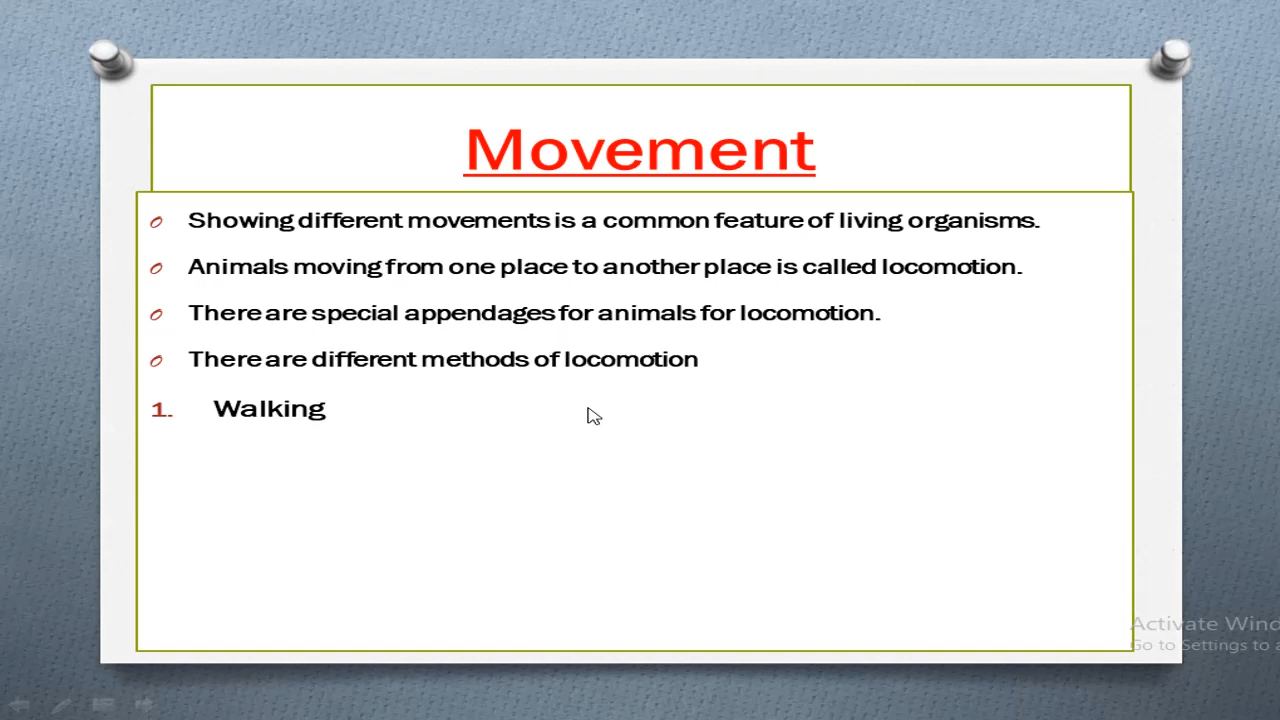 Movement
Showing different movements is a common feature of living organisms.
Animals moving from one place to another place is called locomotion.
There are special appendages for animals for locomotion.
There are different methods of locomotion
1. Walking
Activate Wind
Go to Settings to a